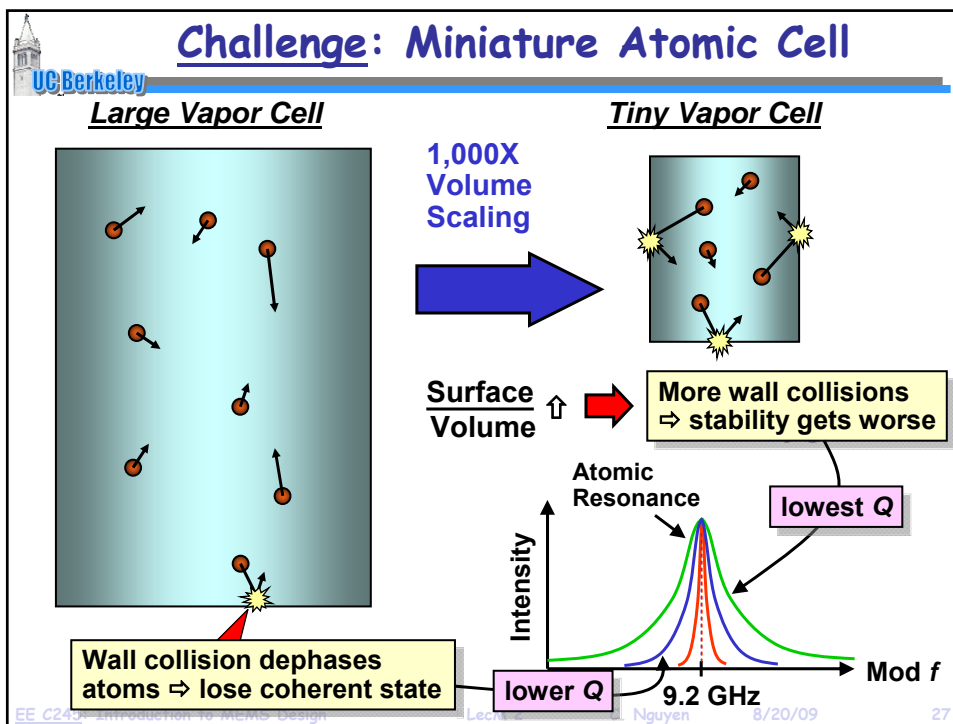 Challenge: Miniature Atomic Cell
UC Berkeley
Large Vapor Cell
Tiny Vapor Cell
1,000X
Volume
Scaling
Surface
Volume ⇧
More wall collisions
⇨ stability gets worse
Atomic
Resonance
lowest Q
Intensity
Wall collision dephases
atoms ⇨ lose coherent state
lower Q
9.2 GHz
Mod f
EE C245: Introduction to MEMS Design
LecM 2
Nguyen
8/20/09
27